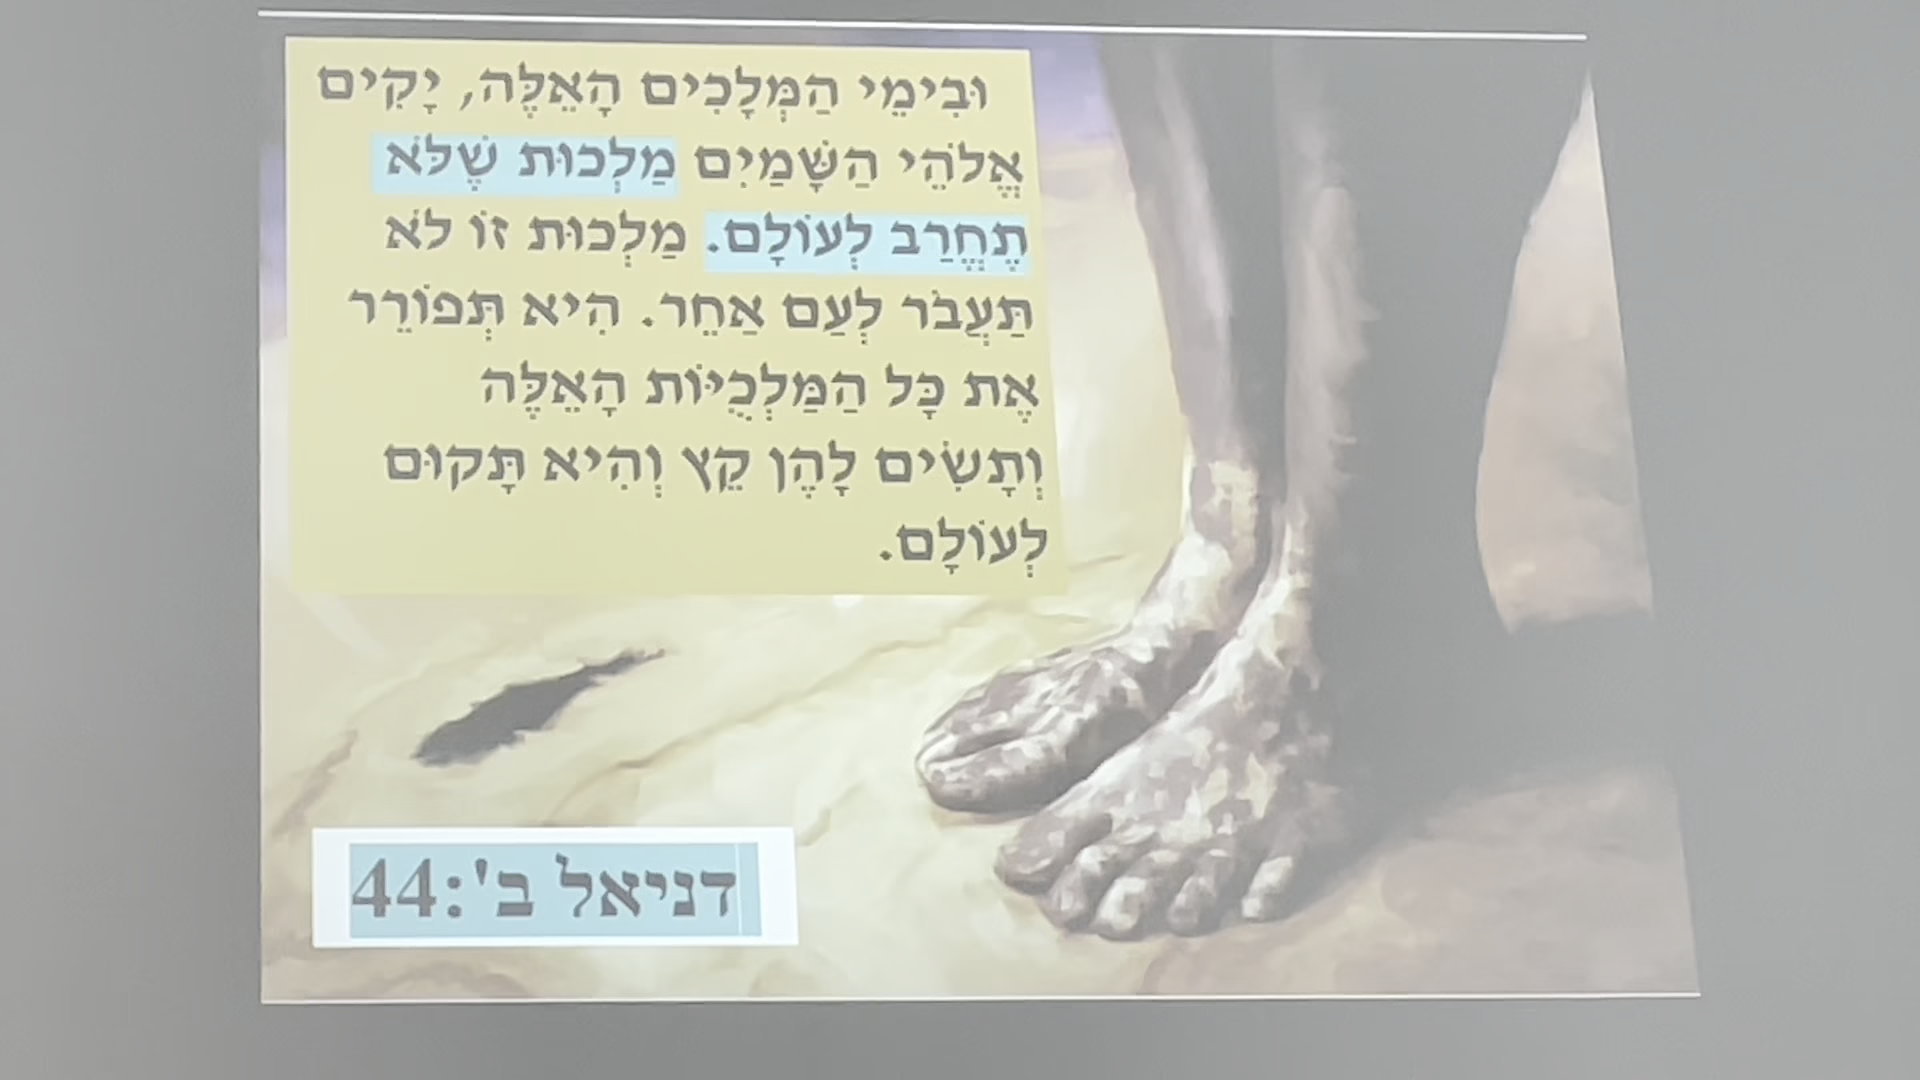 וּבִימֵי הַמְּלָכִים הָאֵלֶּה, יָקִים
אֱלֹהֵי הַשָּׁמַיִם מַלְכוּת שֶׁלֹּא
תֶחֱרַב לְעוֹלָם. מַלְכוּת זוֹ לֹא
תַּעֲבֹר לְעַם אַחֵר. הִיא תְּפוֹרֵר
אֶת כָּל הַמַּלְכֻיּוֹת הָאֵלֶּה
וְתָשִׂים לָהֶן קֵץ וְהִיא תָּקוּם
לְעוֹלָם.
דניאל ב':44